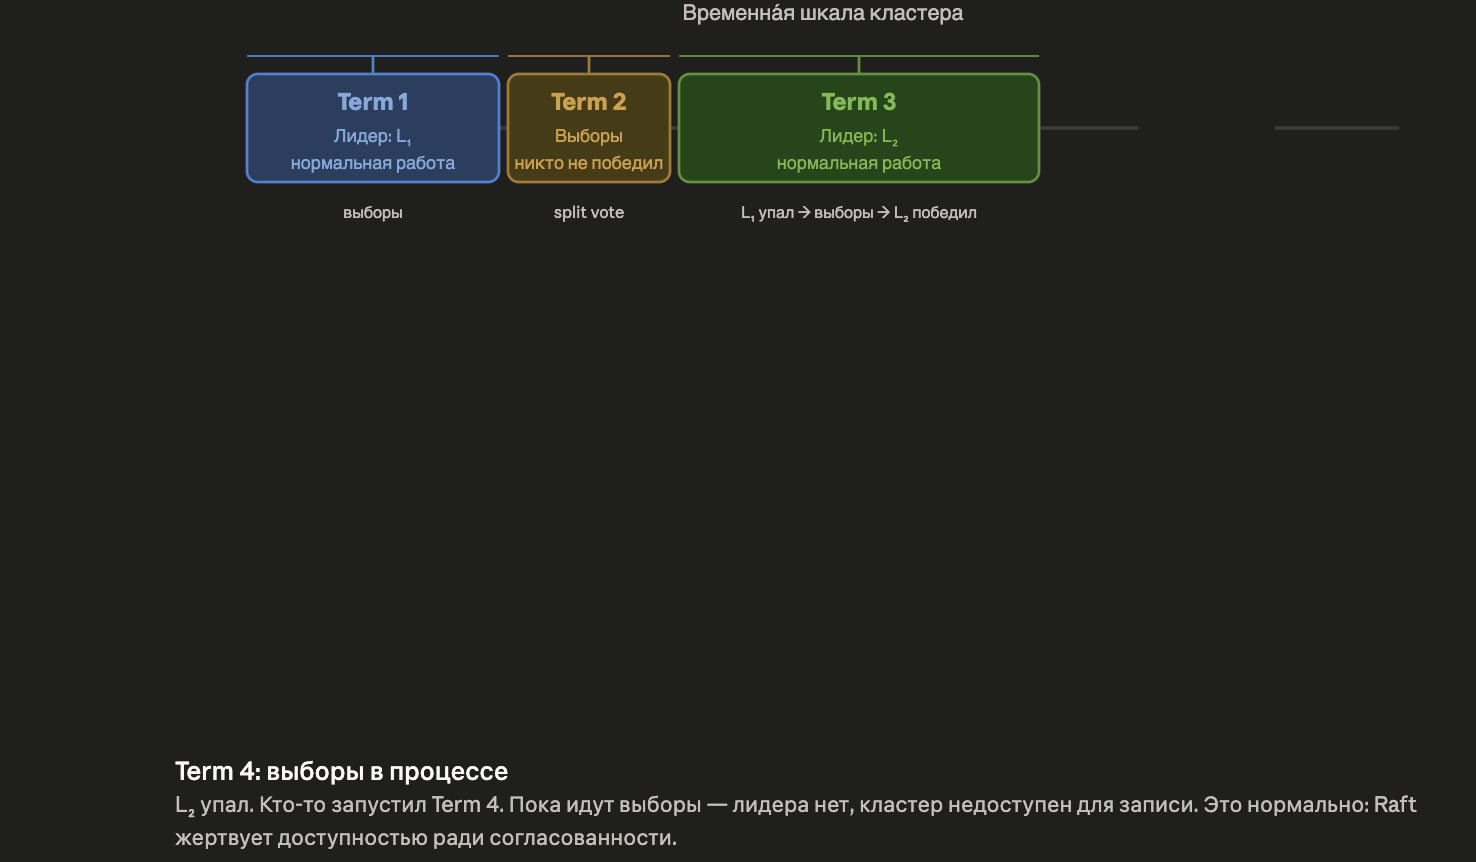 Временна́я шкала кластера
Term 1
Лидер: L₁
нормальная работа
выборы
Term 2
Выборы
никто не победил
split vote
Term 3
Лидер: L₂
нормальная работа
L₁ упал → выборы → L₂ победил
Term 4: выборы в процессе
L₂ упал. Кто-то запустил Term 4. Пока идут выборы — лидера нет, кластер недоступен для записи. Это нормально: Raft
жертвует доступностью ради согласованности.